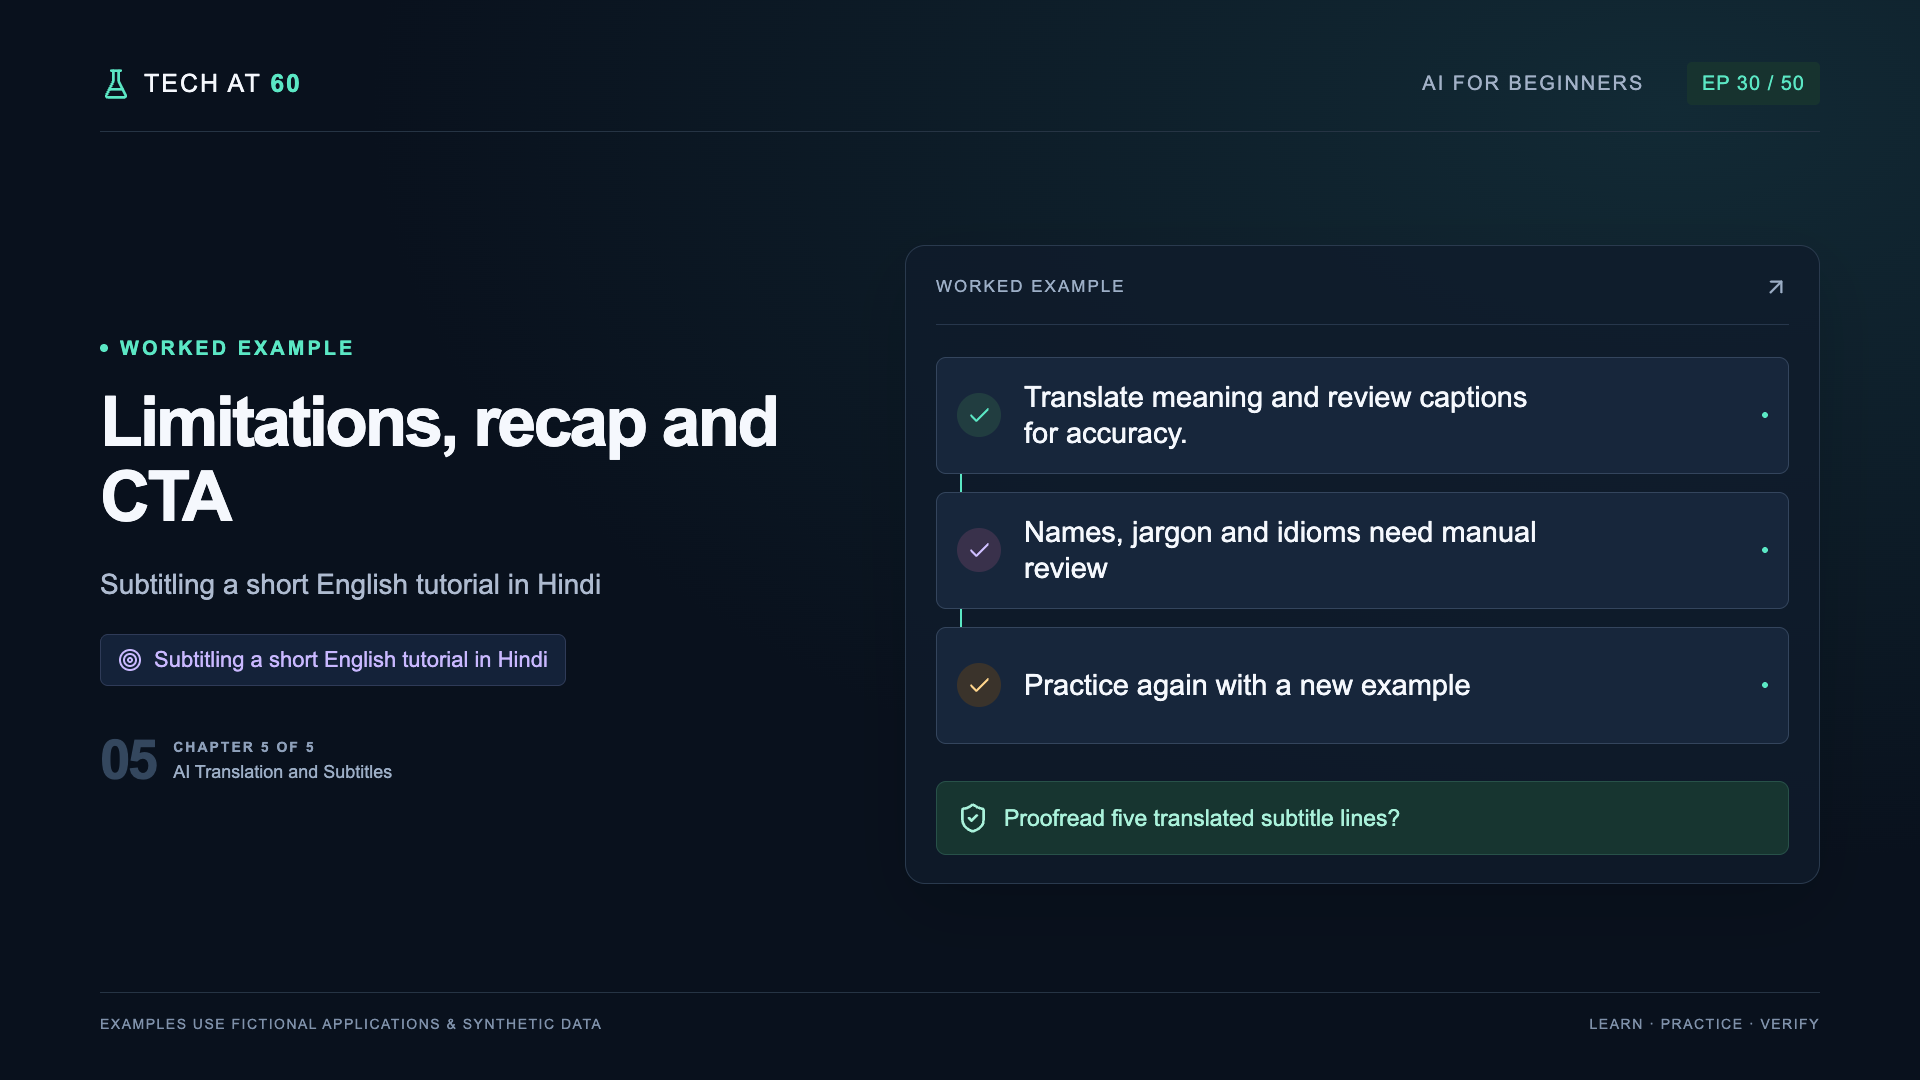 TECH AT 60
AI FOR BEGINNERS
EP 30 / 50
WORKED EXAMPLE
Limitations, recap and
CTA
Subtitling a short English tutorial in Hindi
Subtitling a short English tutorial in Hindi
05
CHAPTER 5 OF 5
AI Translation and Subtitles
WORKED EXAMPLE
Translate meaning and review captions
for accuracy.
Names, jargon and idioms need manual
review
Practice again with a new example
Proofread five translated subtitle lines?
EXAMPLES USE FICTIONAL APPLICATIONS & SYNTHETIC DATA
LEARN · PRACTICE · VERIFY